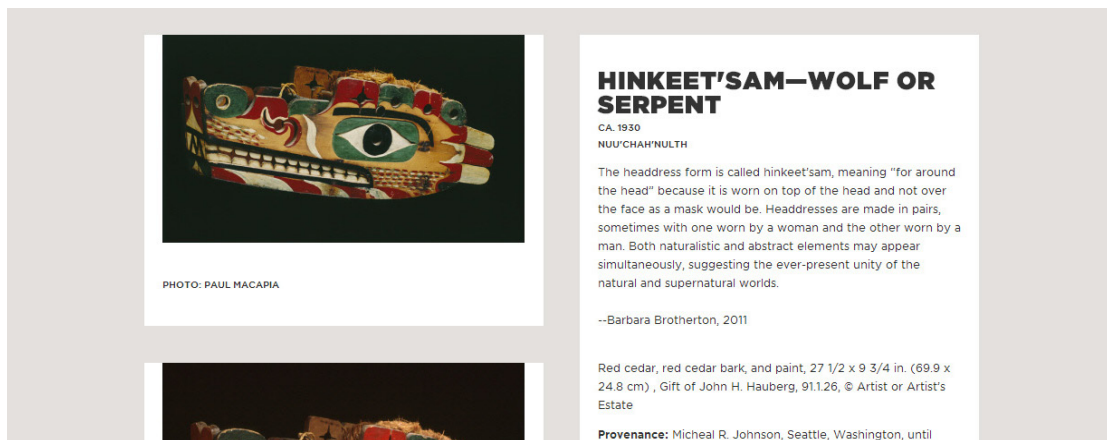 PHOTO: PAUL MACAPIA
HINKEET'SAM—WOLF OR
SERPENT
CA. 1930
NUU'CHAH'NULTH
The headdress form is called hinkeet'sam, meaning "for around
the head" because it is worn on top of the head and not over
the face as a mask would be. Headdresses are made in pairs,
sometimes with one worn by a woman and the other worn by a
man. Both naturalistic and abstract elements may appear
simultaneously, suggesting the ever-present unity of the
natural and supernatural worlds.
--Barbara Brotherton, 2011
Red cedar, red cedar bark, and paint, 27 1/2 x 9 3/4 in. (69.9 x
24.8 cm) , Gift of John H. Hauberg, 91.1.26, © Artist or Artist's
Estate
Provenance: Micheal R. Johnson, Seattle, Washington, until